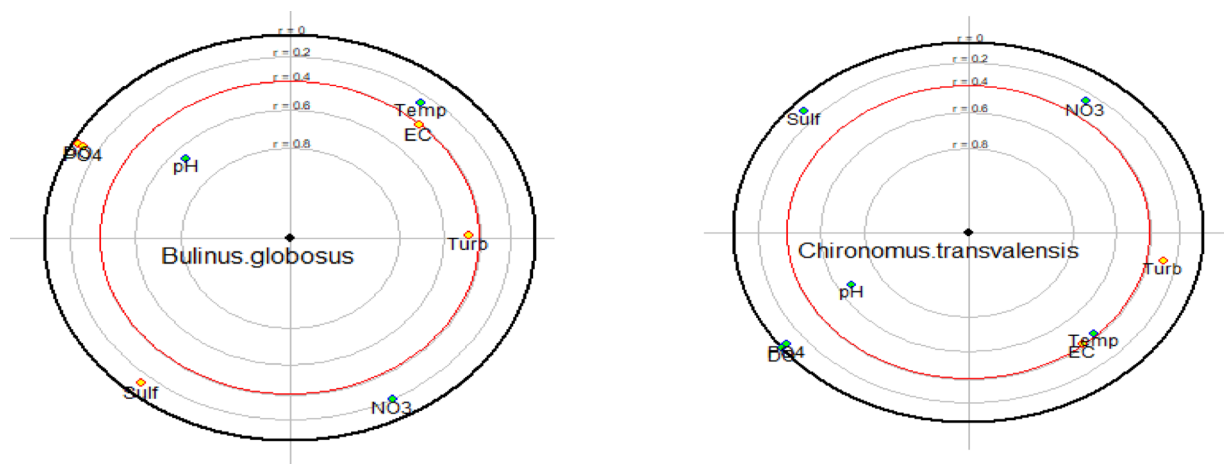 r = 0
r = 0.2
r = 0.4
r = 0.6
r = 0.8
Temp
EC
PO4
pH
Turb
Bulinus.globosus
Sulf
NO3
r = 0
r = 0.2
r = 0.4
r = 0.6
r = 0.8
NO3
Sulf
Chironomus.transvalensis
Turb
pH
Temp
EC